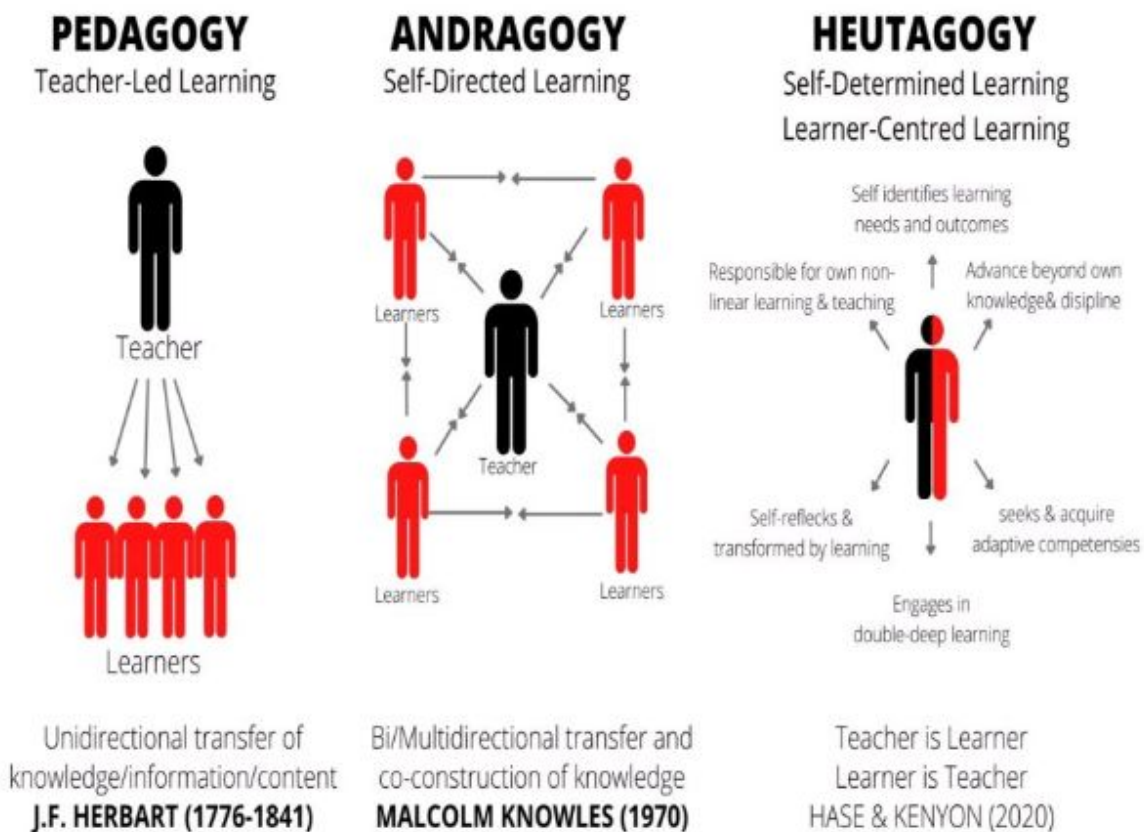 PEDAGOGY
Teacher-Led Learning
Teacher
Learners
Unidirectional transfer of
knowledge/information/content
J.F. HERBART (1776-1841)
ANDRAGOGY
Self-Directed Learning
Learners
Learners
Teacher
Learners
Learners
Bi/Multidirectional transfer and
co-construction of knowledge
MALCOLM KNOWLES (1970)
HEUTAGOGY
Self-Determined Learning
Learner-Centred Learning
Self identifies learning
needs and outcomes
Responsible for own non-
linear learning & teaching
Advance beyond own
knowledge& disipline
Self-reflecks &
transformed by learning
seeks & acquire
adaptive competensies
Engages in
double-deep learning
Teacher is Learner
Learner is Teacher
HASE & KENYON (2020)